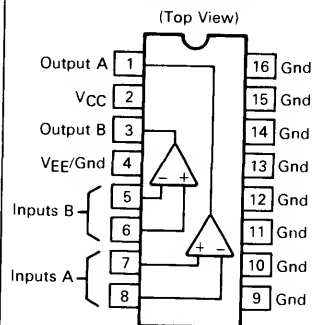 (Top View)
Output A 1
16 Gnd
VCC 2
15 Gnd
Output B 3
14 Gnd
VEE/Gnd 4
13 Gnd
Inputs B
5 - +
12 Gnd
6
11 Gnd
Inputs A
7 + -
10 Gnd
8
9 Gnd